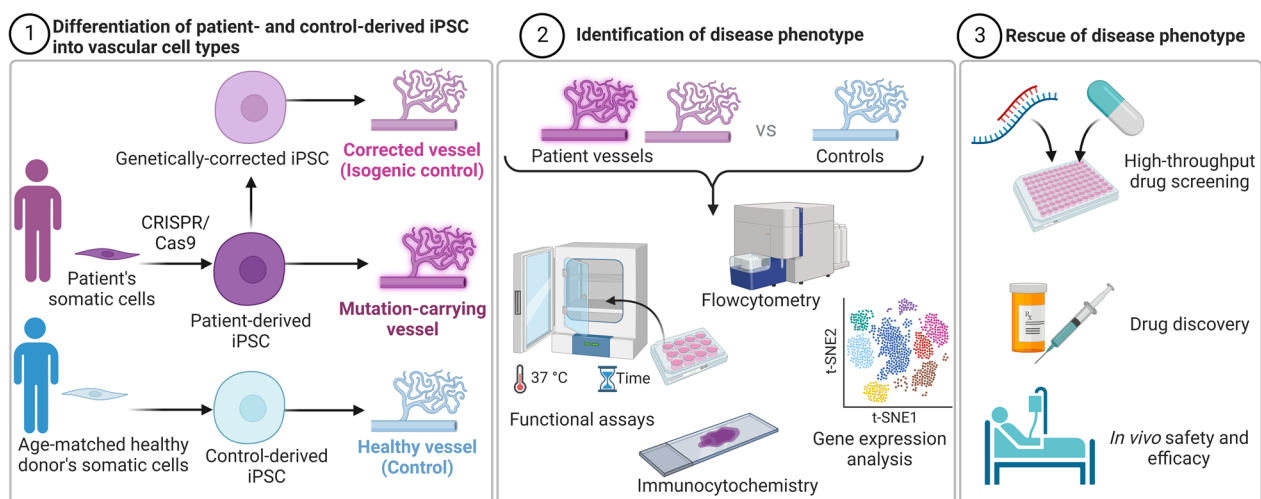 1
Differentiation of patient- and control-derived iPSC
into vascular cell types
Genetically-corrected iPSC
Corrected vessel
(Isogenic control)
CRISPR/
Cas9
Patient's
somatic cells
Patient-derived
iPSC
Mutation-carrying
vessel
Age-matched healthy
donor's somatic cells
Control-derived
iPSC
Healthy vessel
(Control)
2
Identification of disease phenotype
Patient vessels
VS
Controls
Flowcytometry
37 °C
Time
Functional assays
t-SNE2
t-SNE1
Gene expression
analysis
Immunocytochemistry
3
Rescue of disease phenotype
High-throughput
drug screening
Rx
Drug discovery
In vivo safety and
efficacy